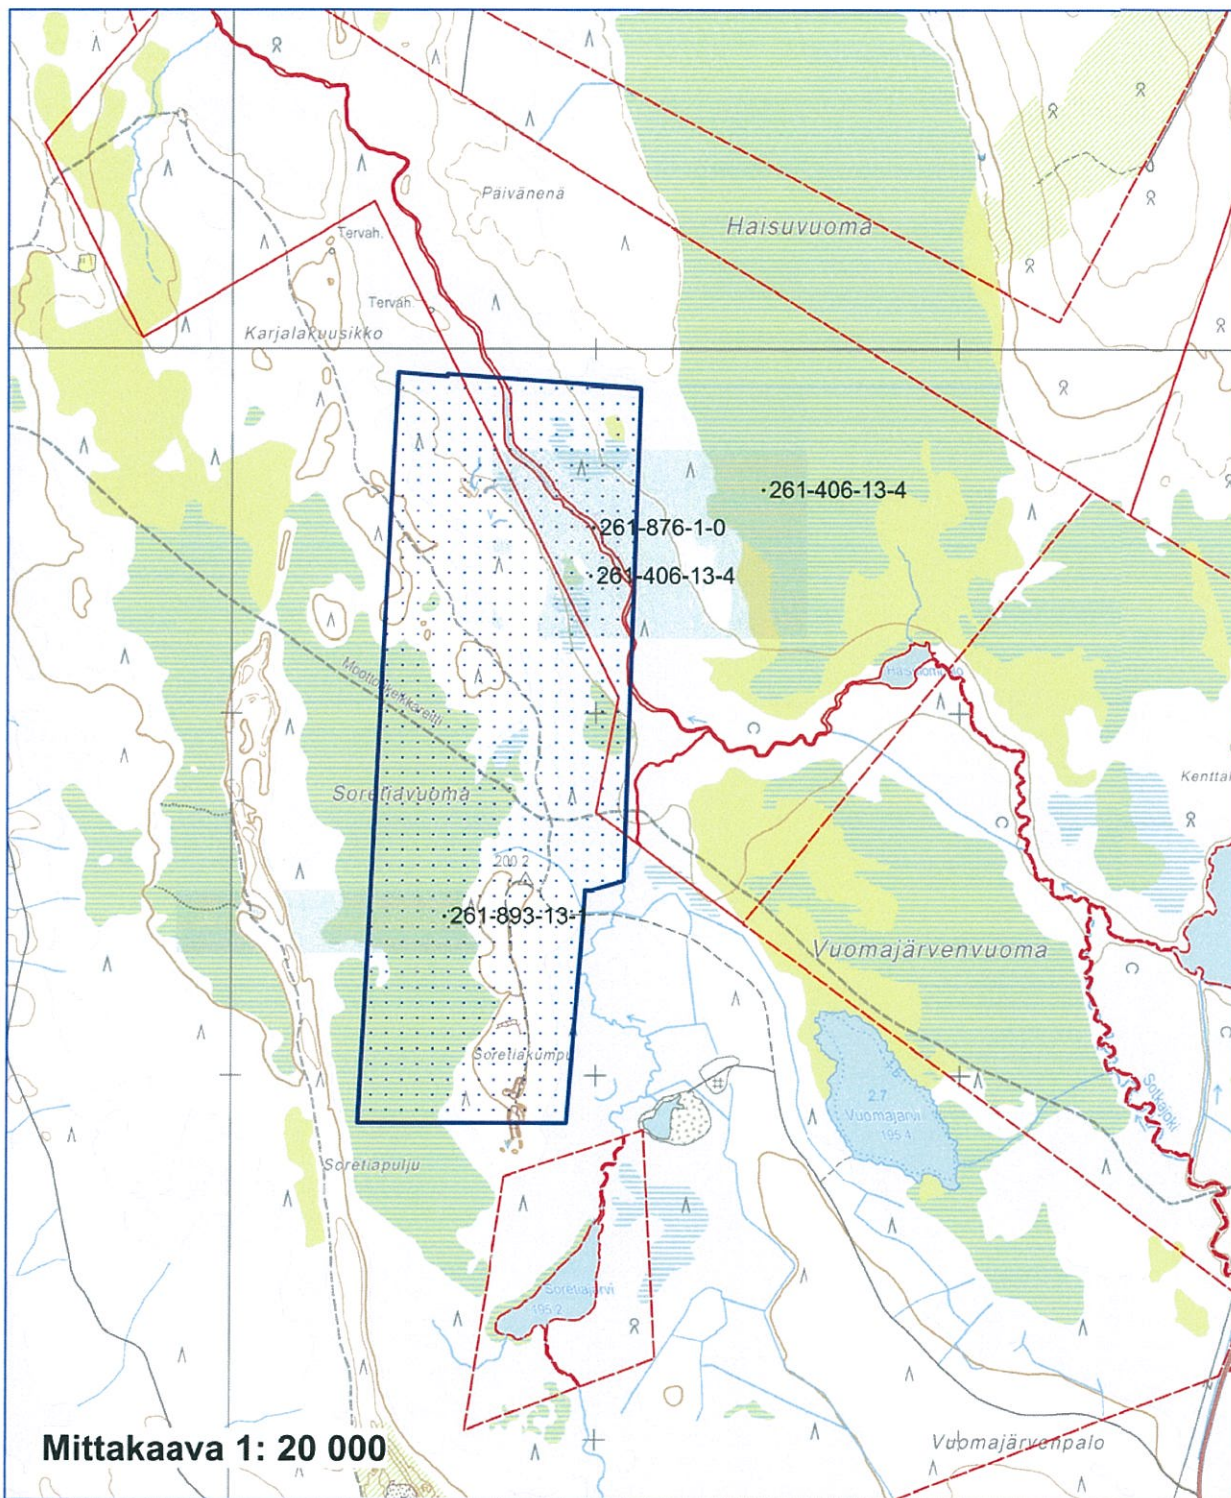 Päivänenä
Haisuvuoma
Tervah.
Tervah.
Karjalakuusikko
261-406-13-4
261-876-1-0
261-406-13-4
Moottorikelkkareitti
Soretiavuoma
200.2
261-893-13-1
Vuomajärvenvuoma
Soretiakumpu
2.7
Vuomajärvi
195.4
Sotkajoki
Soretiapulju
Soretiajärvi
195.2
Vuomajärvenpalo
Mittakaava 1: 20 000